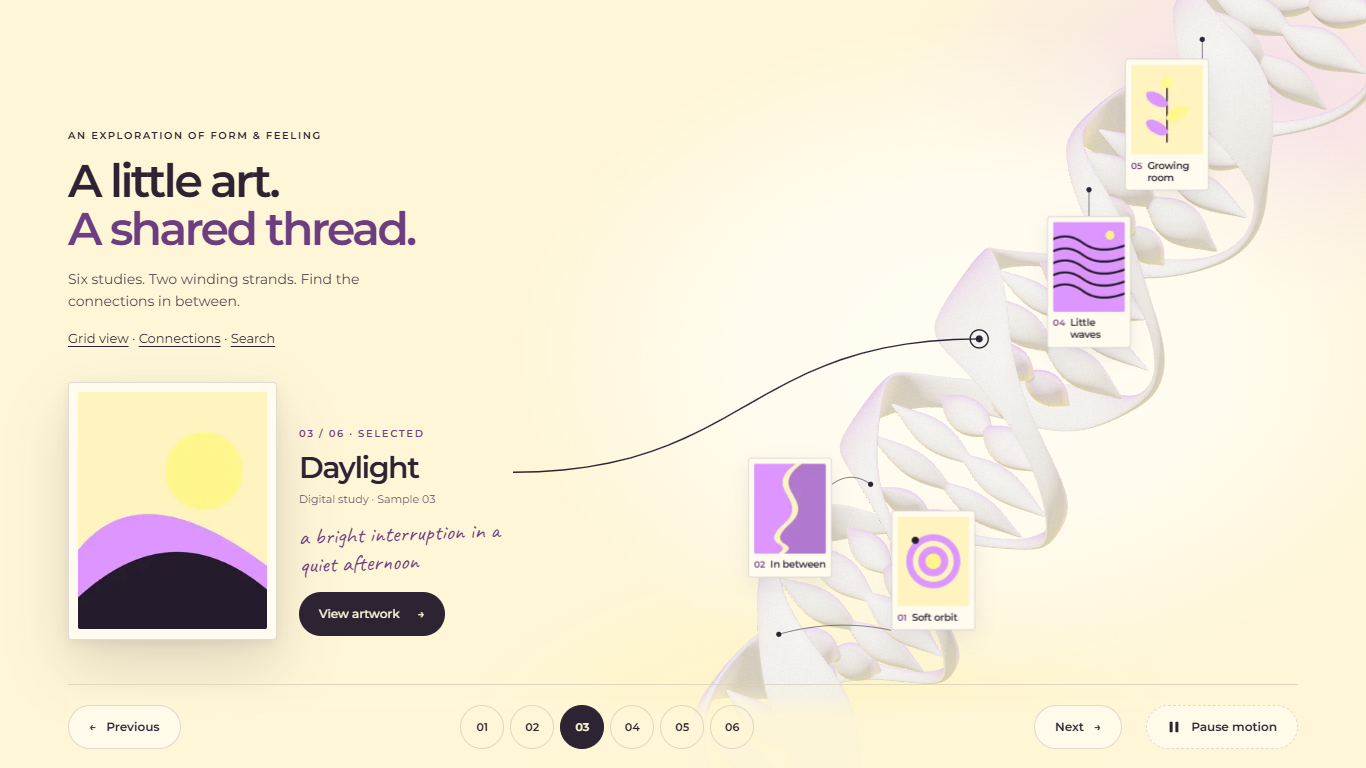 AN EXPLORATION OF FORM & FEELING
A little art.
A shared thread.
Six studies. Two winding strands. Find the
connections in between.
Grid view · Connections · Search
03 / 06 · SELECTED
Daylight
Digital study · Sample 03
a bright interruption in a
quiet afternoon
View artwork →
05 Growing
room
04 Little
waves
02 In between
01 Soft orbit
← Previous
01 02 03 04 05 06
Next →
Pause motion